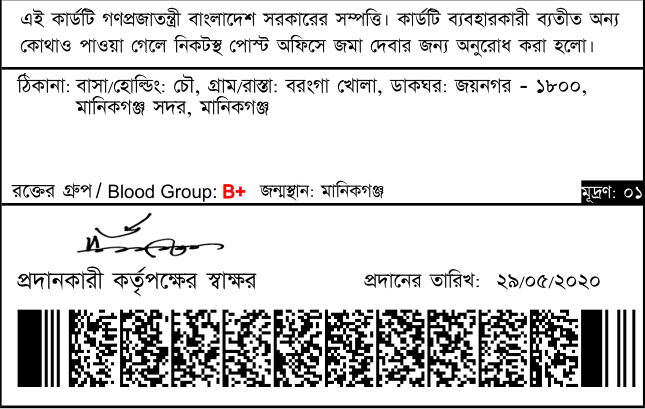 এই কার্ডটি গণপ্রজাতন্ত্রী বাংলাদেশ সরকারের সম্পত্তি। কার্ডটি ব্যবহারকারী ব্যতীত অন্য
কোথাও পাওয়া গেলে নিকটস্থ পোস্ট অফিসে জমা দেবার জন্য অনুরোধ করা হলো।
ঠিকানা: বাসা/হোল্ডিং: চৌ, গ্রাম/রাস্তা: বরংগা খোলা, ডাকঘর: জয়নগর - ১৮০০,
মানিকগঞ্জ সদর, মানিকগঞ্জ
রক্তের গ্রুপ / Blood Group: B+ জন্মস্থান: মানিকগঞ্জ মূদ্রণ: ০১
প্রদানকারী কর্তৃপক্ষের স্বাক্ষর প্রদানের তারিখ: ২৯/০৫/২০২০